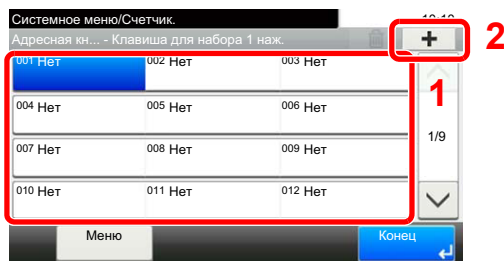 Системное меню/Счетчик.
Адресная кн... - Клавиша для набора 1 наж.
+
2
001 Нет 002 Нет 003 Нет
1
004 Нет 005 Нет 006 Нет
1/9
007 Нет 008 Нет 009 Нет
010 Нет 011 Нет 012 Нет
Меню Конец